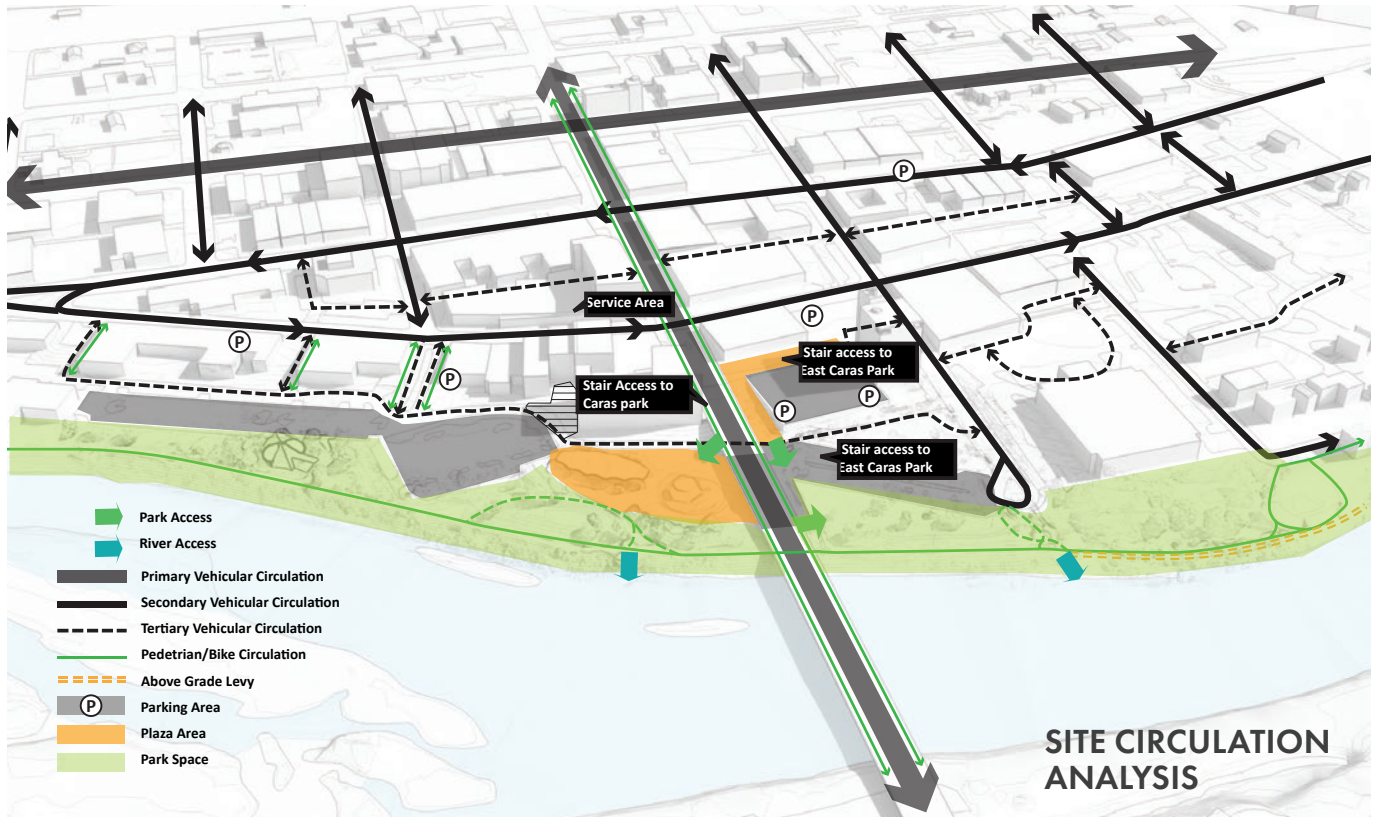 P
Service Area
P
P
Stair access to
East Caras Park
P
Stair Access to
Caras park
P
P
Stair access to
East Caras Park
Park Access
River Access
Primary Vehicular Circulation
Secondary Vehicular Circulation
Tertiary Vehicular Circulation
Pedetrian/Bike Circulation
Above Grade Levy
P
Parking Area
Plaza Area
Park Space
SITE CIRCULATION
ANALYSIS